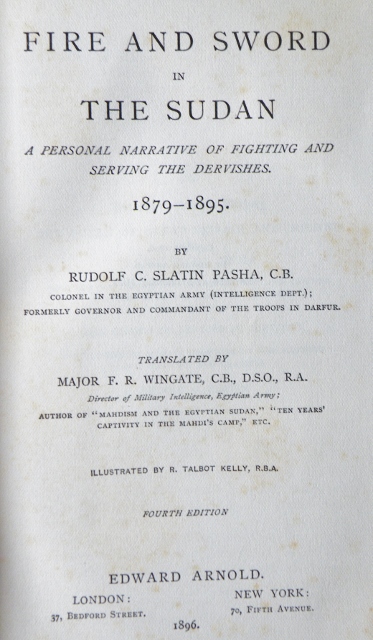 FIRE AND SWORD
IN
THE SUDAN
A PERSONAL NARRATIVE OF FIGHTING AND
SERVING THE DERVISHES.
1879–1895.
BY
RUDOLF C. SLATIN PASHA, C.B.
COLONEL IN THE EGYPTIAN ARMY (INTELLIGENCE DEPT.);
FORMERLY GOVERNOR AND COMMANDANT OF THE TROOPS IN DARFUR.
TRANSLATED BY
MAJOR F. R. WINGATE, C.B., D.S.O., R.A.
Director of Military Intelligence, Egyptian Army;
AUTHOR OF "MAHDISM AND THE EGYPTIAN SUDAN," "TEN YEARS'
CAPTIVITY IN THE MAHDI'S CAMP," ETC.
ILLUSTRATED BY R. TALBOT KELLY, R.B.A.
FOURTH EDITION
EDWARD ARNOLD.
LONDON: NEW YORK:
37, BEDFORD STREET. 70, FIFTH AVENUE.
1896.